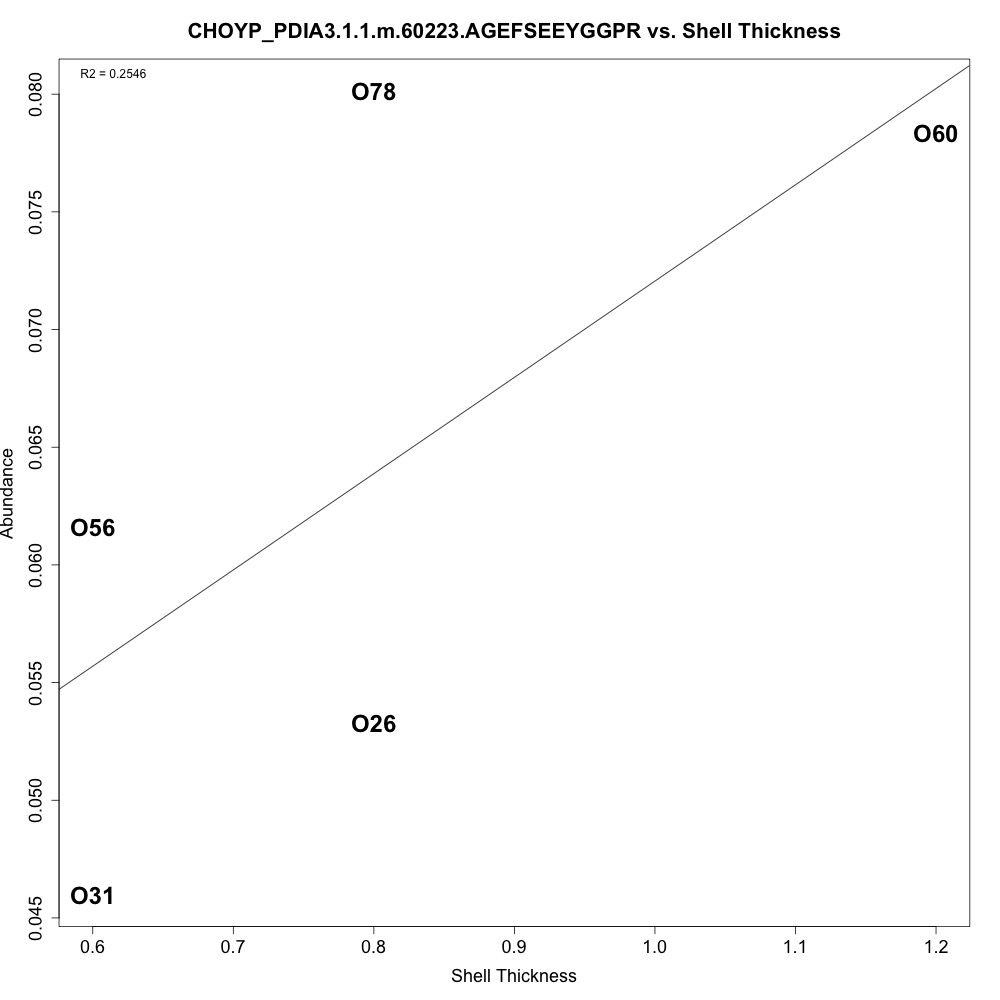 CHOYP_PDIA3.1.1.m.60223.AGEFSEEYGGPR vs. Shell Thickness
R2 = 0.2546
O78
O60
O56
O26
O31
Abundance
0.080
0.075
0.070
0.065
0.060
0.055
0.050
0.045
0.6 0.7 0.8 0.9 1.0 1.1 1.2
Shell Thickness